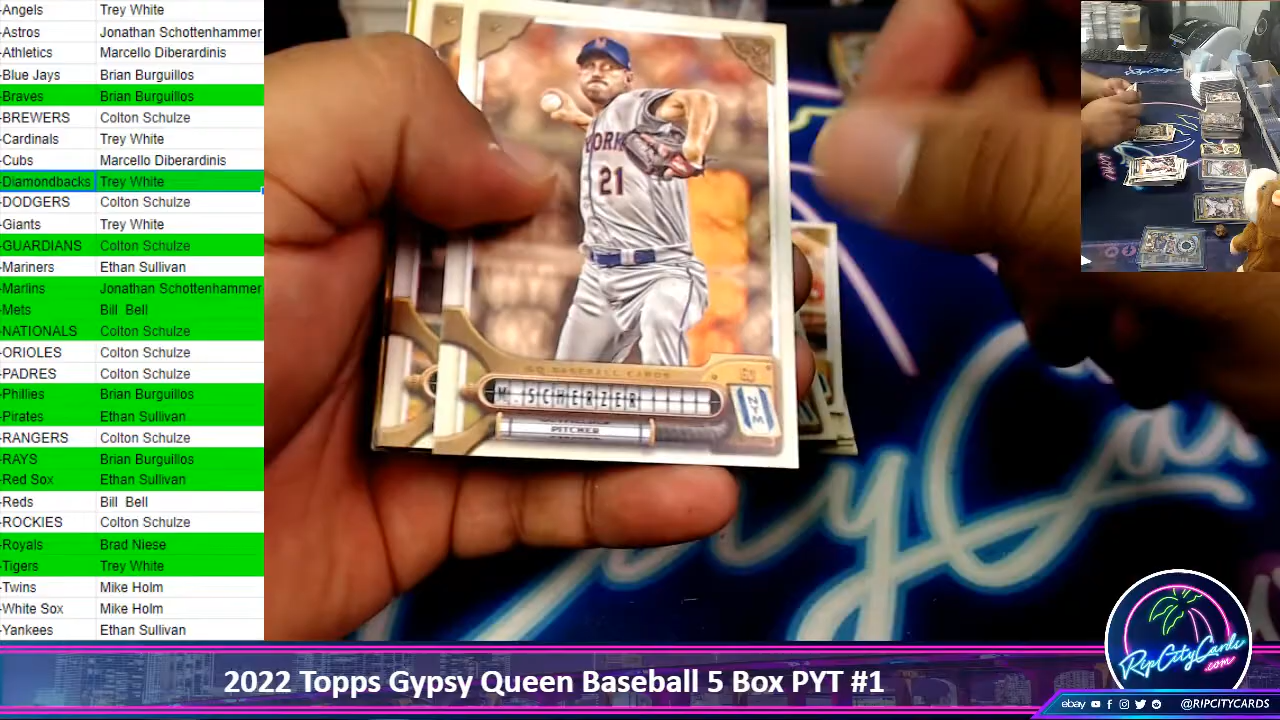 -Angels Trey White
-Astros Jonathan Schottenhammer
-Athletics Marcello Diberardinis
-Blue Jays Brian Burguillos
-Braves Brian Burguillos
-BREWERS Colton Schulze
-Cardinals Trey White
-Cubs Marcello Diberardinis
-Diamondbacks Trey White
-DODGERS Colton Schulze
-Giants Trey White
-GUARDIANS Colton Schulze
-Mariners Ethan Sullivan
-Marlins Jonathan Schottenhammer
-Mets Bill Bell
-NATIONALS Colton Schulze
-ORIOLES Colton Schulze
-PADRES Colton Schulze
-Phillies Brian Burguillos
-Pirates Ethan Sullivan
-RANGERS Colton Schulze
-RAYS Brian Burguillos
-Red Sox Ethan Sullivan
-Reds Bill Bell
-ROCKIES Colton Schulze
-Royals Brad Niese
-Tigers Trey White
-Twins Mike Holm
-White Sox Mike Holm
-Yankees Ethan Sullivan
YORK
21
GQ BASEBALL CARDS
M. SCHERZER
PITCHER
NYM
RipCityCards
.com
2022 Topps Gypsy Queen Baseball 5 Box PYT #1
ebay @RIPCITYCARDS